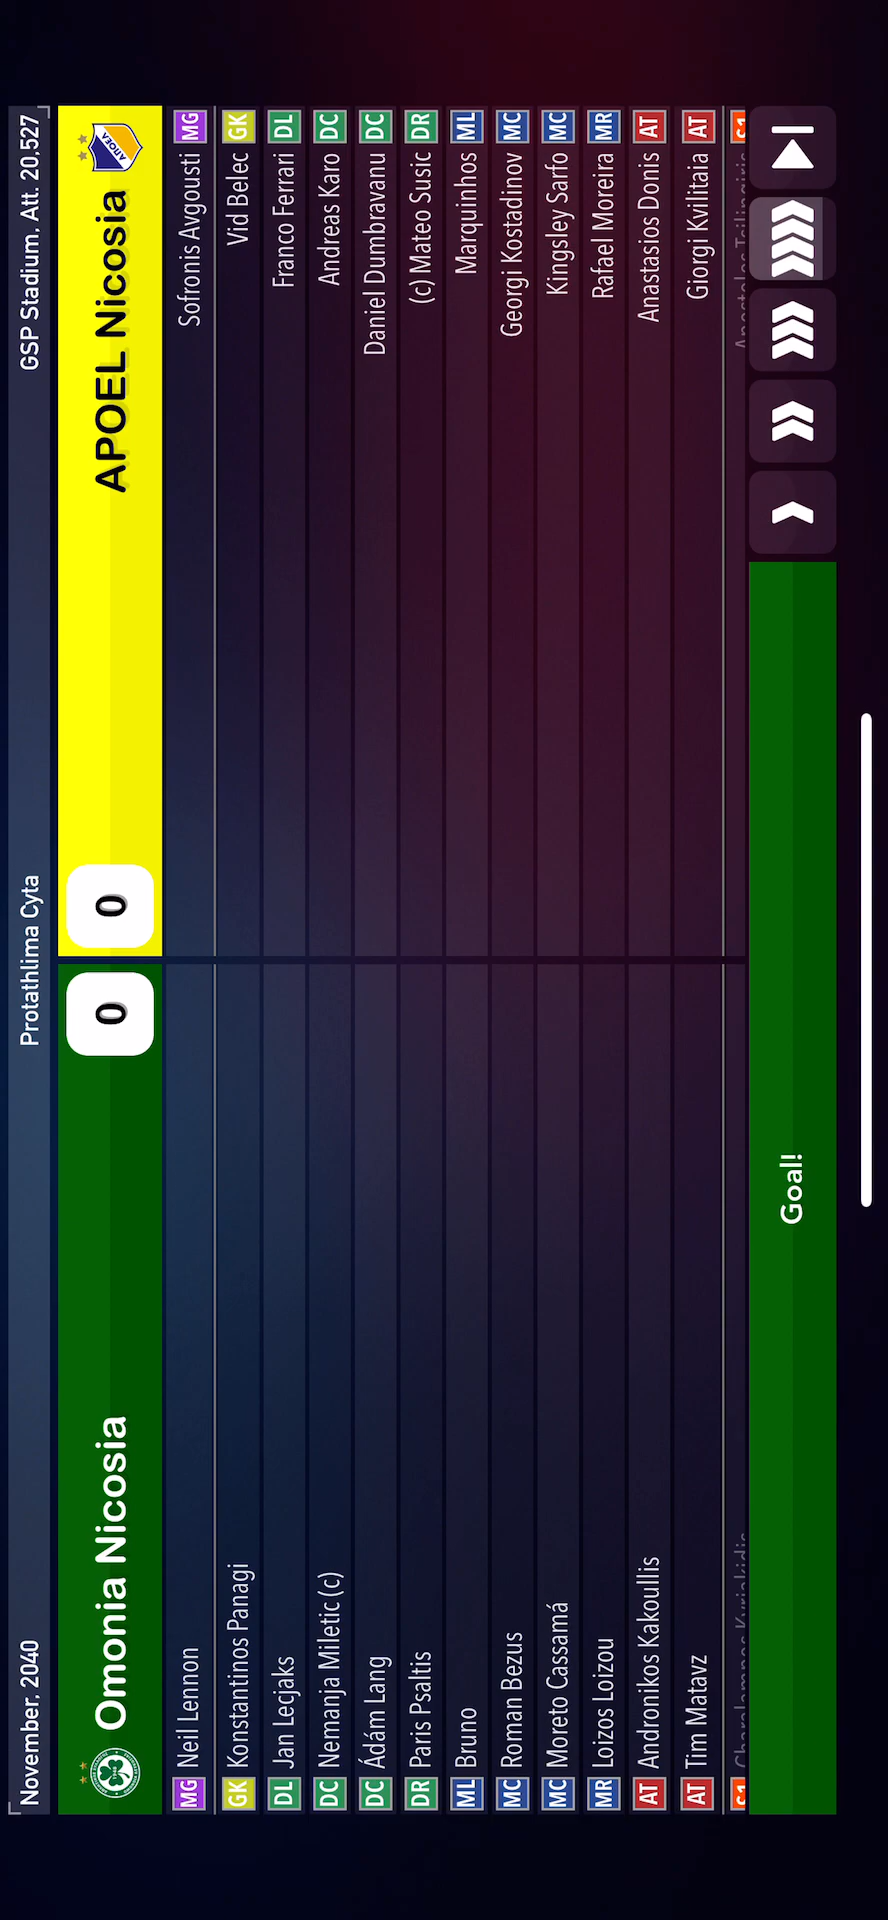 November, 2040 Protathlima Cyta GSP Stadium, Att. 20,527
Omonia Nicosia 0 0 APOEL Nicosia
MG Neil Lennon Sofronis Avgousti MG
GK Konstantinos Panagi Vid Belec GK
DL Jan Lecjaks Franco Ferrari DL
DC Nemanja Miletic (c) Andreas Karo DC
DC Ádám Lang Daniel Dumbravanu DC
DR Paris Psaltis (c) Mateo Susic DR
ML Bruno Marquinhos ML
MC Roman Bezus Georgi Kostadinov MC
MC Moreto Cassamá Kingsley Sarfo MC
MR Loizos Loizou Rafael Moreira MR
AT Andronikos Kakoullis Anastasios Donis AT
AT Tim Matavz Giorgi Kvilitaia AT
Goal!